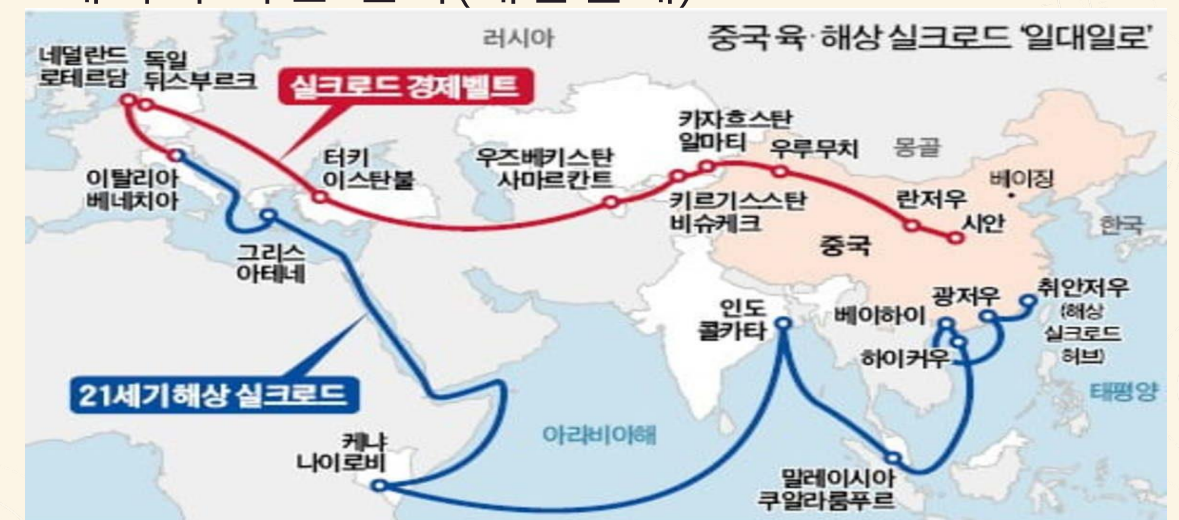 러시아
중국 육·해상 실크로드 '일대일로'
네덜란드
로테르담
독일
뒤스부르크
실크로드 경제벨트
이탈리아
베네치아
터키
이스탄불
우즈베키스탄
사마르칸트
카자흐스탄
알마티
키르기스스탄
비슈케크
우루무치
몽골
베이징
란저우
시안
한국
중국
그리스
아테네
인도
콜카타
베이하이
광저우
취안저우
(해상
실크로드
허브)
하이커우
21세기 해상 실크로드
태평양
아라비아해
케냐
나이로비
말레이시아
쿠알라룸푸르